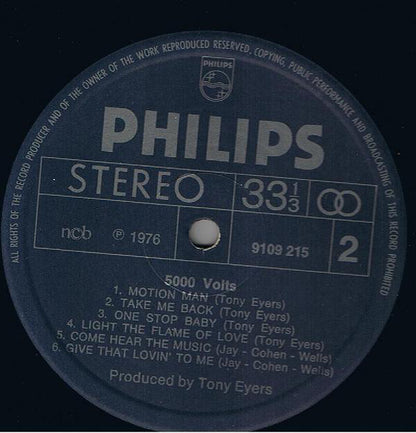 ALL RIGHTS OF THE RECORD PRODUCER AND OF THE OWNER OF THE WORK REPRODUCED RESERVED, COPYING, PUBLIC PERFORMANCE AND BROADCASTING OF THIS RECORD PROHIBITED
PHILIPS
PHILIPS
STEREO 33⅓
ncb ℗ 1976 9109 215 2
5000 Volts
1. MOTION MAN (Tony Eyers)
2. TAKE ME BACK (Tony Eyers)
3. ONE STOP BABY (Tony Eyers)
4. LIGHT THE FLAME OF LOVE (Tony Eyers)
5. COME HEAR THE MUSIC (Jay - Cohen - Wells)
6. GIVE THAT LOVIN' TO ME (Jay - Cohen - Wells)
Produced by Tony Eyers